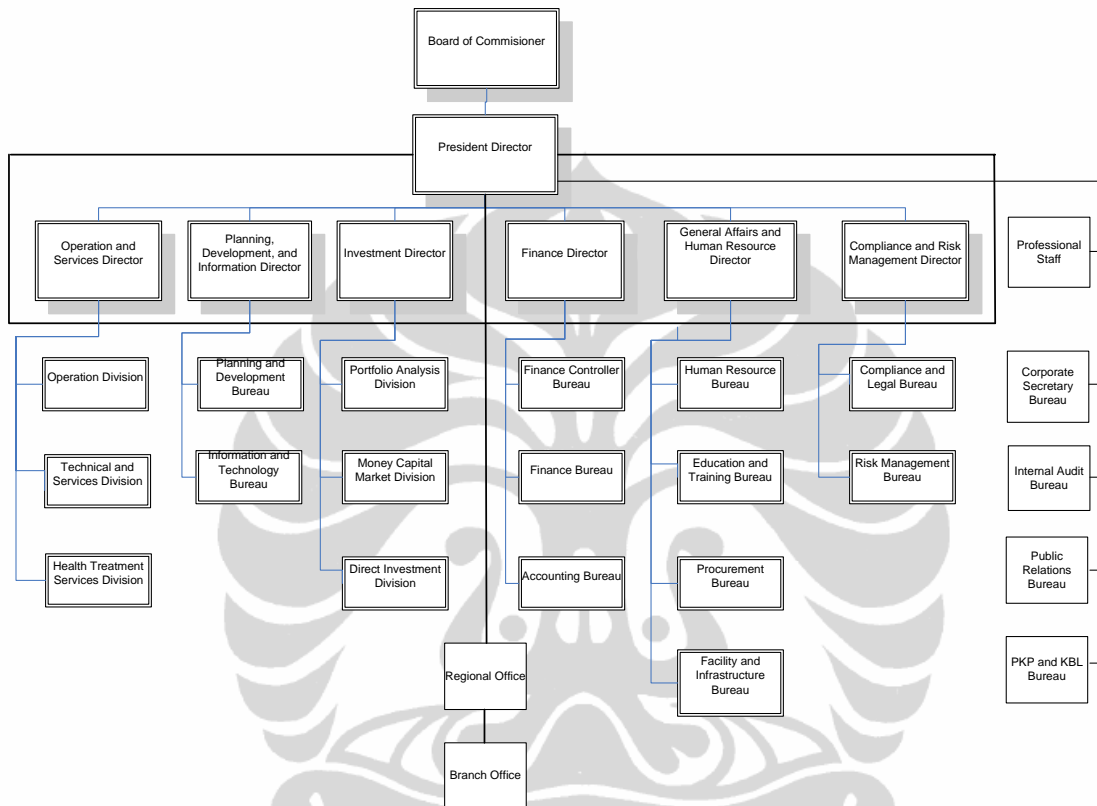 Board of Commisioner
President Director
Operation and
Services Director
Planning,
Development, and
Information Director
Investment Director
Finance Director
General Affairs and
Human Resource
Director
Compliance and Risk
Management Director
Professional
Staff
Operation Division
Planning and
Development
Bureau
Portfolio Analysis
Division
Finance Controller
Bureau
Human Resource
Bureau
Compliance and
Legal Bureau
Corporate
Secretary
Bureau
Technical and
Services Division
Information and
Technology
Bureau
Money Capital
Market Division
Finance Bureau
Education and
Training Bureau
Risk Management
Bureau
Internal Audit
Bureau
Health Treatment
Services Division
Direct Investment
Division
Accounting Bureau
Procurement
Bureau
Public
Relations
Bureau
Regional Office
Facility and
Infrastructure
Bureau
PKP and KBL
Bureau
Branch Office